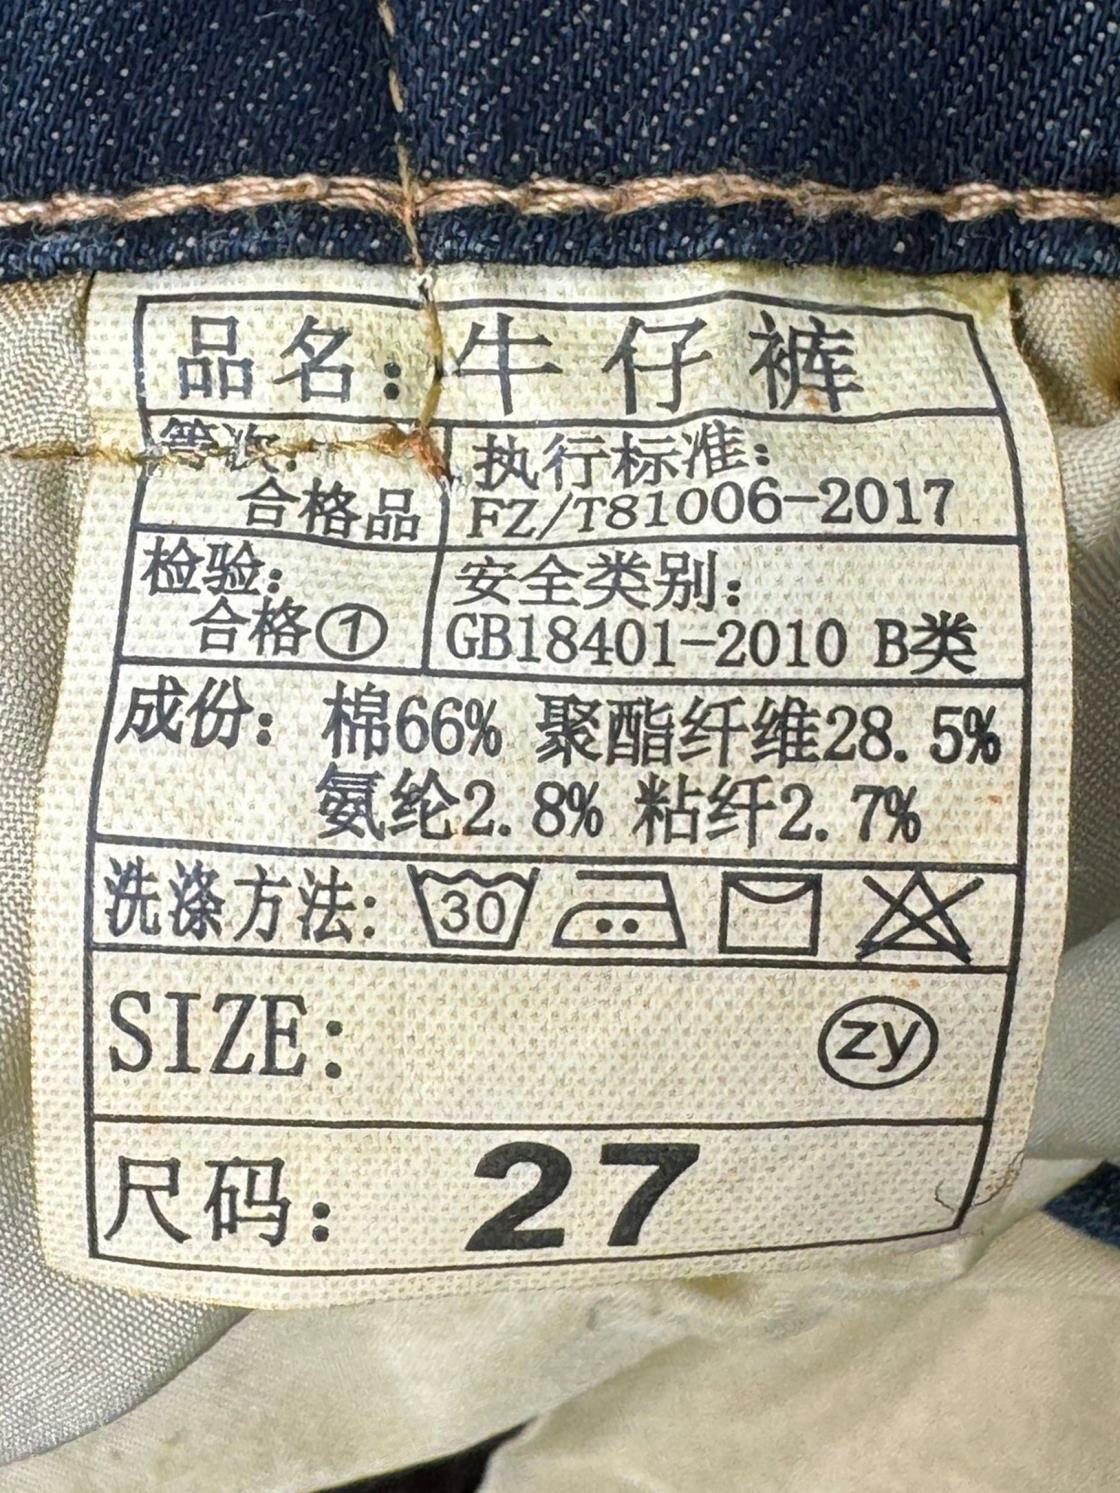 品名：牛仔裤
等次：
合格品
执行标准：
FZ/T81006-2017
检验：
合格①
安全类别：
GB18401-2010 B类
成份：棉66% 聚酯纤维28.5%
氨纶2.8% 粘纤2.7%
洗涤方法：30
SIZE: zy
尺码：27